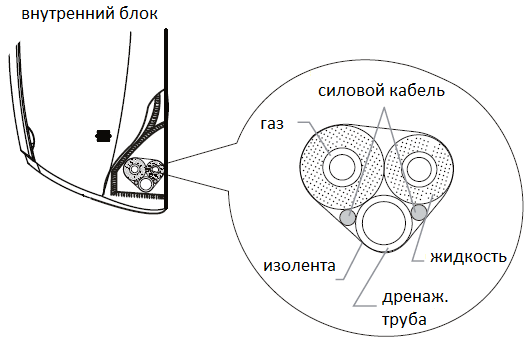 внутренний блок
силовой кабель
газ
изолента
жидкость
дренаж.
труба